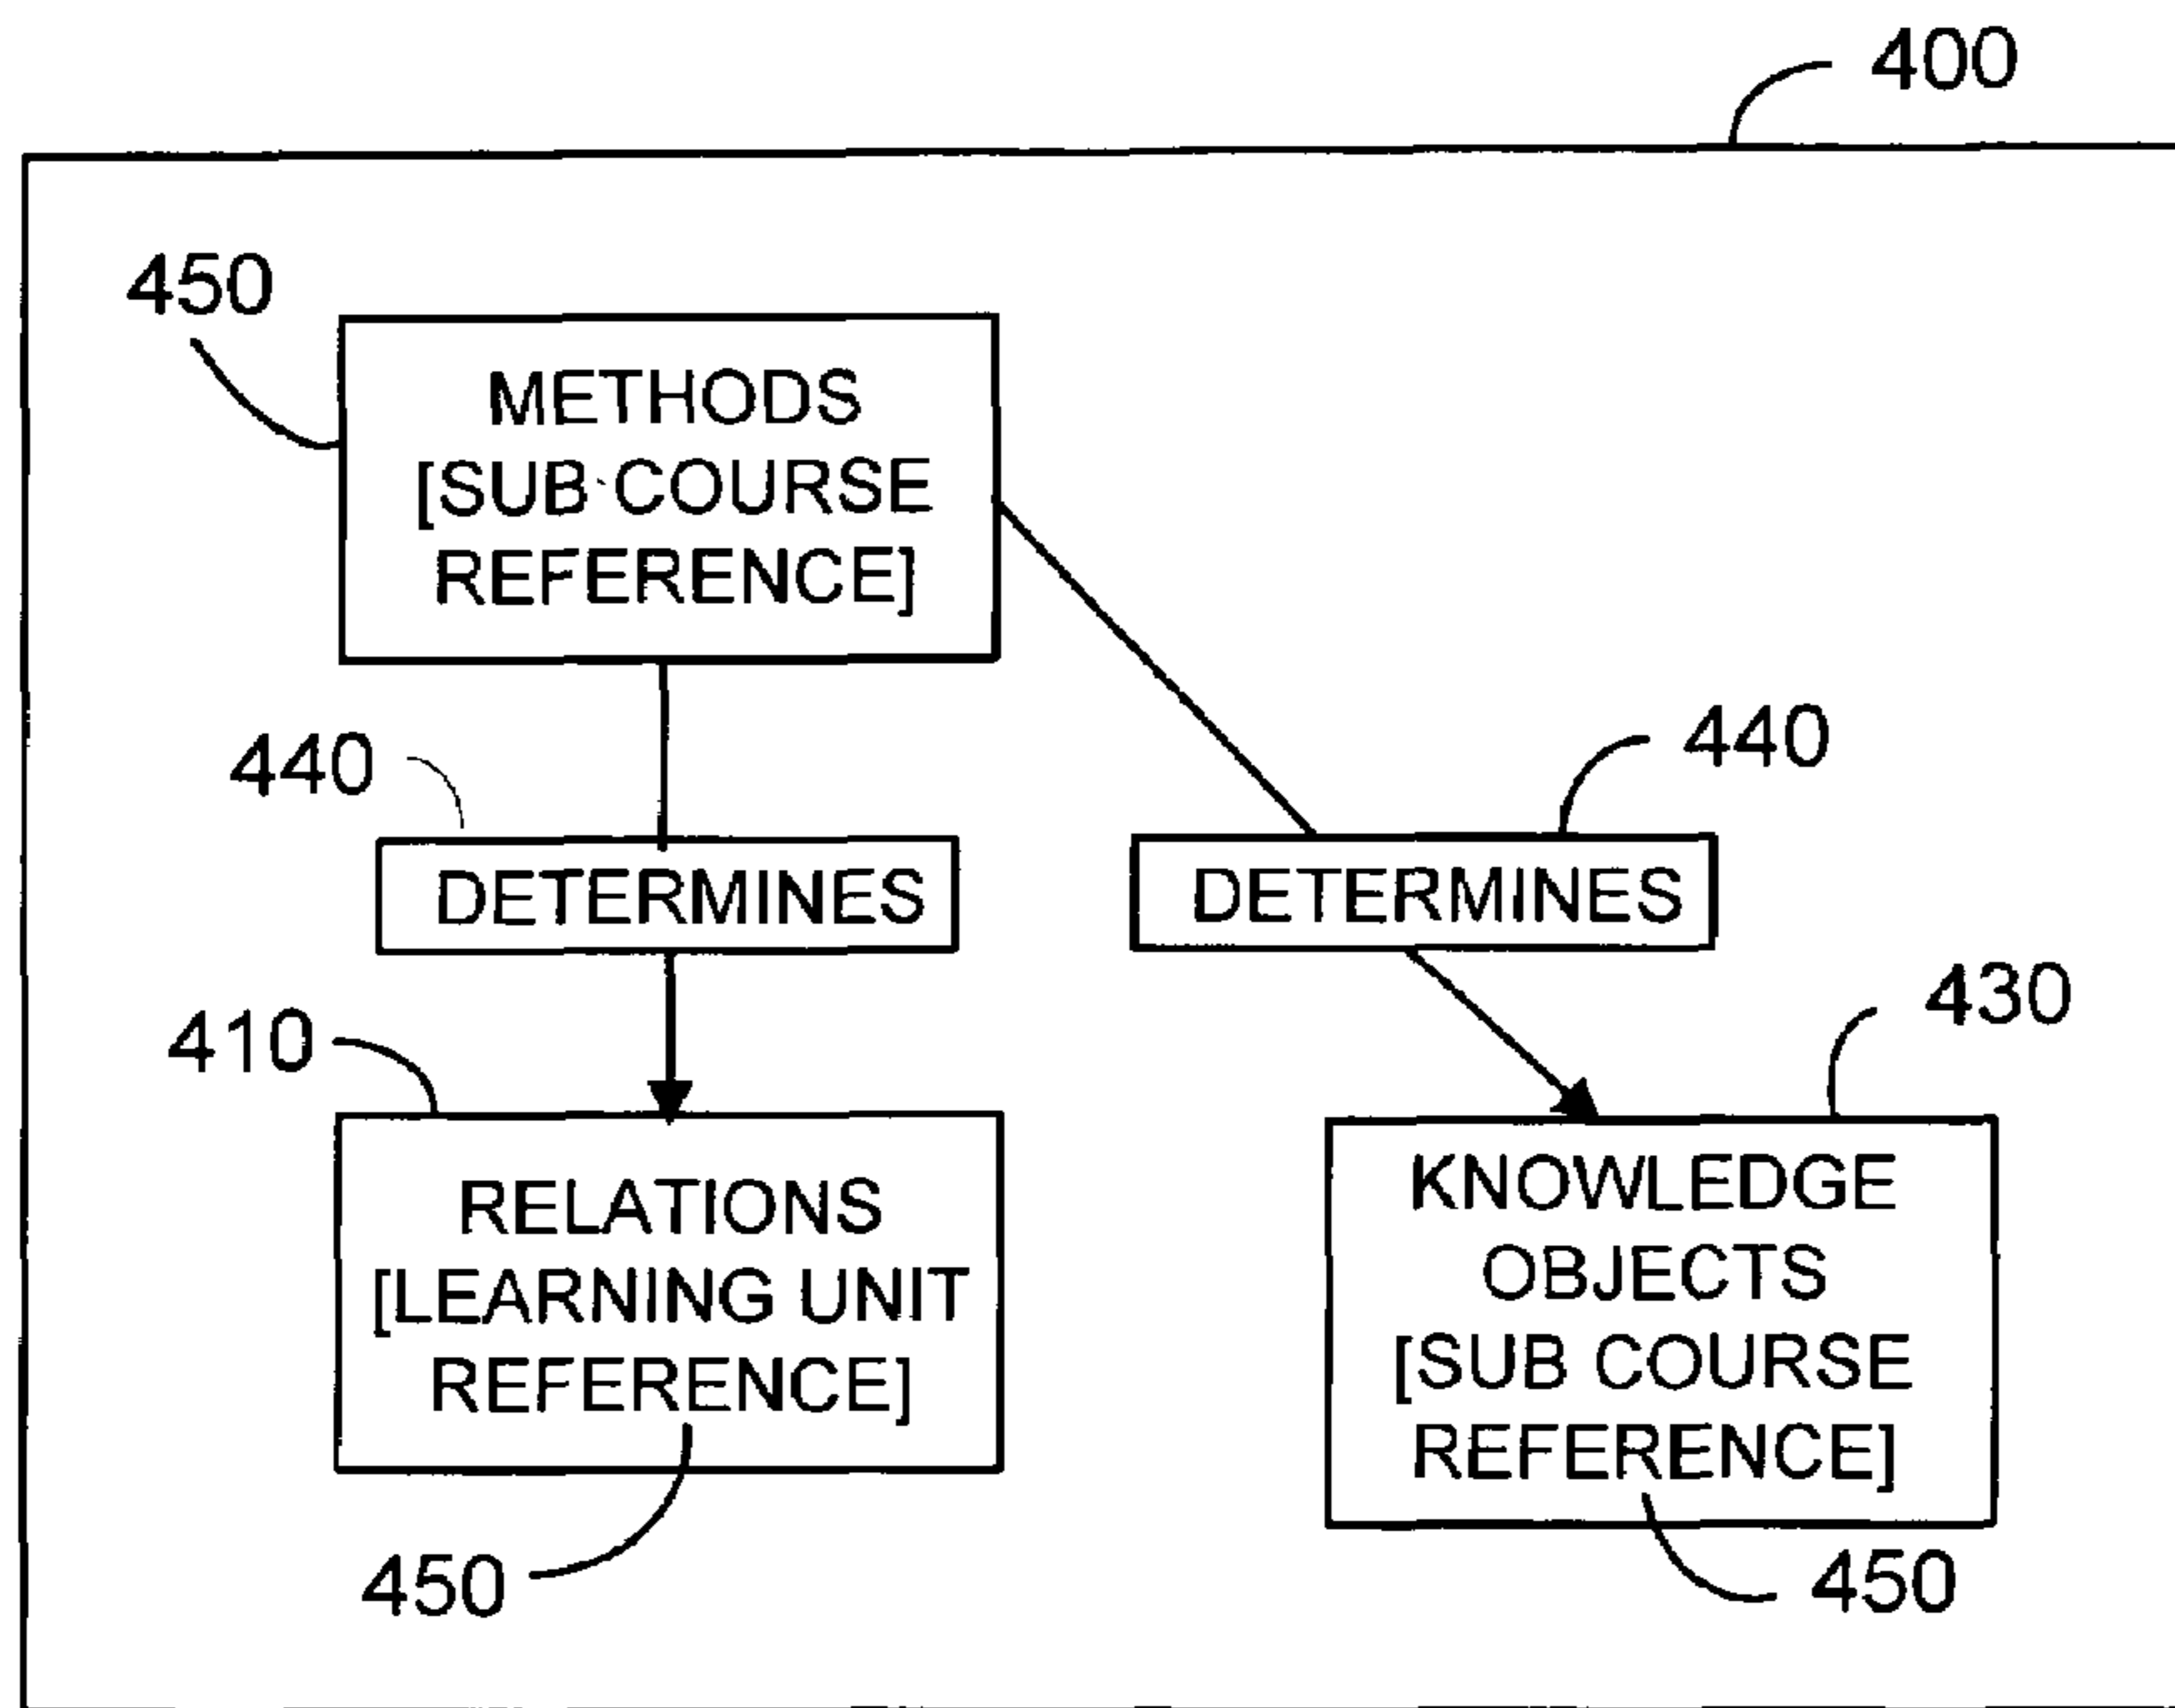 400
450
METHODS
[SUB-COURSE
REFERENCE]
440
440
DETERMINES
DETERMINES
410
430
RELATIONS
[LEARNING UNIT
REFERENCE]
KNOWLEDGE
OBJECTS
[SUB COURSE
REFERENCE]
450
450